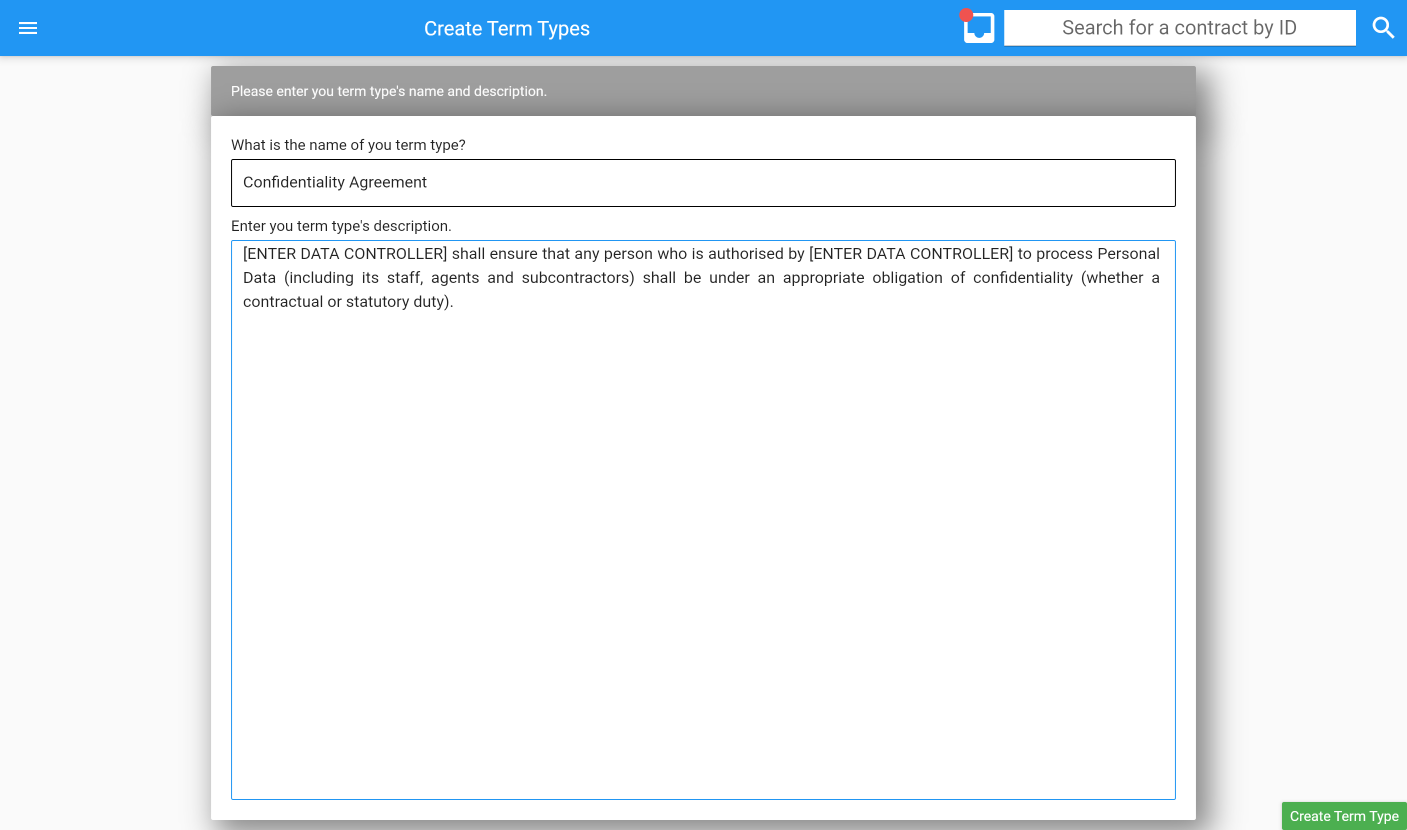 Create Term Types
Search for a contract by ID
Please enter you term type's name and description.
What is the name of you term type?
Confidentiality Agreement
Enter you term type's description.
[ENTER DATA CONTROLLER] shall ensure that any person who is authorised by [ENTER DATA CONTROLLER] to process Personal
Data (including its staff, agents and subcontractors) shall be under an appropriate obligation of confidentiality (whether a
contractual or statutory duty).
Create Term Type